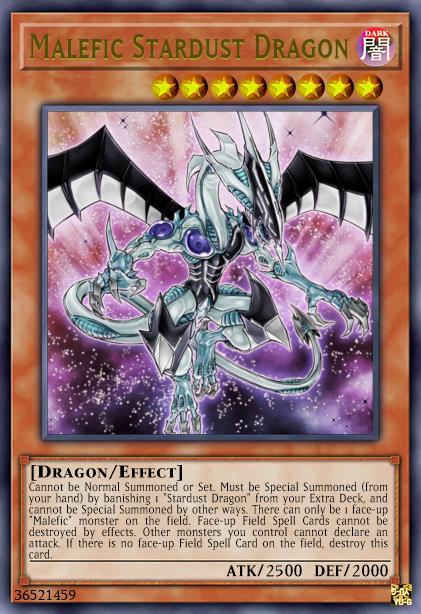 MALEFIC STARDUST DRAGON
DARK
闇
[DRAGON/EFFECT]
Cannot be Normal Summoned or Set. Must be Special Summoned (from
your hand) by banishing 1 "Stardust Dragon" from your Extra Deck, and
cannot be Special Summoned by other ways. There can only be 1 face-up
"Malefic" monster on the field. Face-up Field Spell Cards cannot be
destroyed by effects. Other monsters you control cannot declare an
attack. If there is no face-up Field Spell Card on the field, destroy this
card.
ATK/2500 DEF/2000
36521459